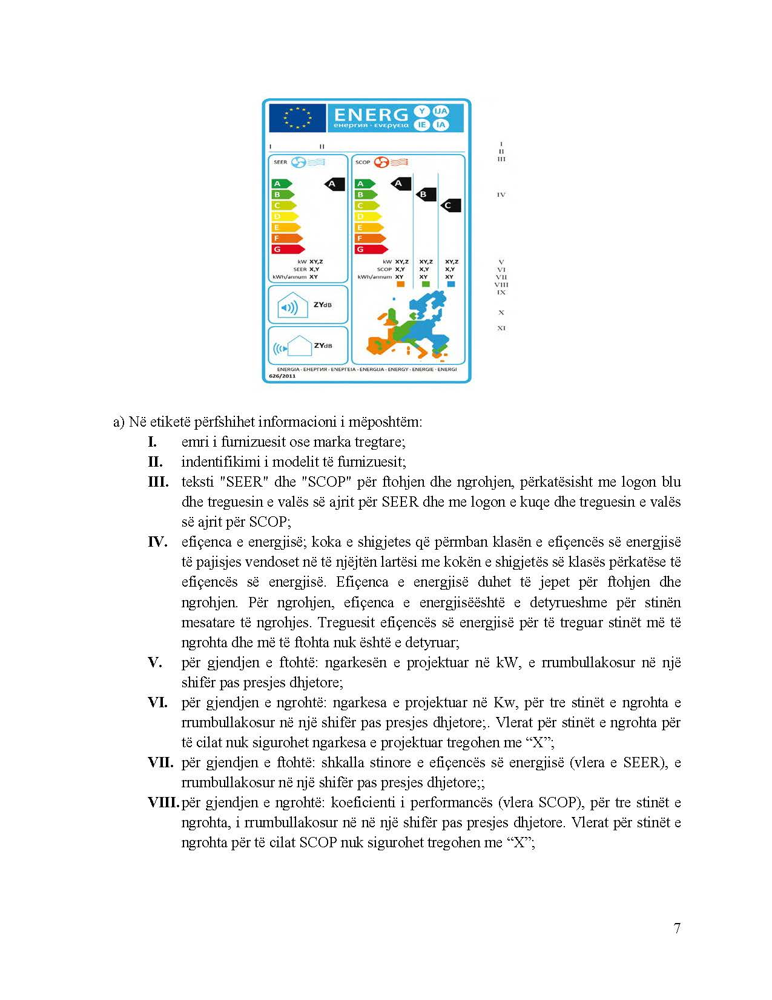 ENERG Y IJA
енергия · ενεργεια IE IA
I II
I
II
III
SEER
SCOP
A A
B
C
D
E
F
G
A A
B B
C C
D
E
F
G
IV
kW XY,Z
SEER X,Y
kWh/annum XY
kW XY,Z XY,Z XY,Z
SCOP X,Y X,Y X,Y
kWh/annum XY XY XY
V
VI
VII
VIII
IX
ZYdB
X
ZYdB
XI
ENERGIA · ЕНЕРГИЯ · ΕΝΕΡΓΕΙΑ · ENERGIJA · ENERGY · ENERGIE · ENERGI
626/2011
a) Në etiketë përfshihet informacioni i mëposhtëm:
I. emri i furnizuesit ose marka tregtare;
II. indentifikimi i modelit të furnizuesit;
III. teksti "SEER" dhe "SCOP" për ftohjen dhe ngrohjen, përkatësisht me logon blu
dhe treguesin e valës së ajrit për SEER dhe me logon e kuqe dhe treguesin e valës
së ajrit për SCOP;
IV. efiçenca e energjisë; koka e shigjetes që përmban klasën e efiçencës së energjisë
të pajisjes vendoset në të njëjtën lartësi me kokën e shigjetës së klasës përkatëse të
efiçencës së energjisë. Efiçenca e energjisë duhet të jepet për ftohjen dhe
ngrohjen. Për ngrohjen, efiçenca e energjisëështë e detyrueshme për stinën
mesatare të ngrohjes. Treguesit efiçencës së energjisë për të treguar stinët më të
ngrohta dhe më të ftohta nuk është e detyruar;
V. për gjendjen e ftohtë: ngarkesën e projektuar në kW, e rrumbullakosur në një
shifër pas presjes dhjetore;
VI. për gjendjen e ngrohtë: ngarkesa e projektuar në Kw, për tre stinët e ngrohta e
rrumbullakosur në një shifër pas presjes dhjetore;. Vlerat për stinët e ngrohta për
të cilat nuk sigurohet ngarkesa e projektuar tregohen me “X”;
VII. për gjendjen e ftohtë: shkalla stinore e efiçencës së energjisë (vlera e SEER), e
rrumbullakosur në një shifër pas presjes dhjetore;;
VIII. për gjendjen e ngrohtë: koeficienti i performancës (vlera SCOP), për tre stinët e
ngrohta, i rrumbullakosur në në një shifër pas presjes dhjetore. Vlerat për stinët e
ngrohta për të cilat SCOP nuk sigurohet tregohen me “X”;
7